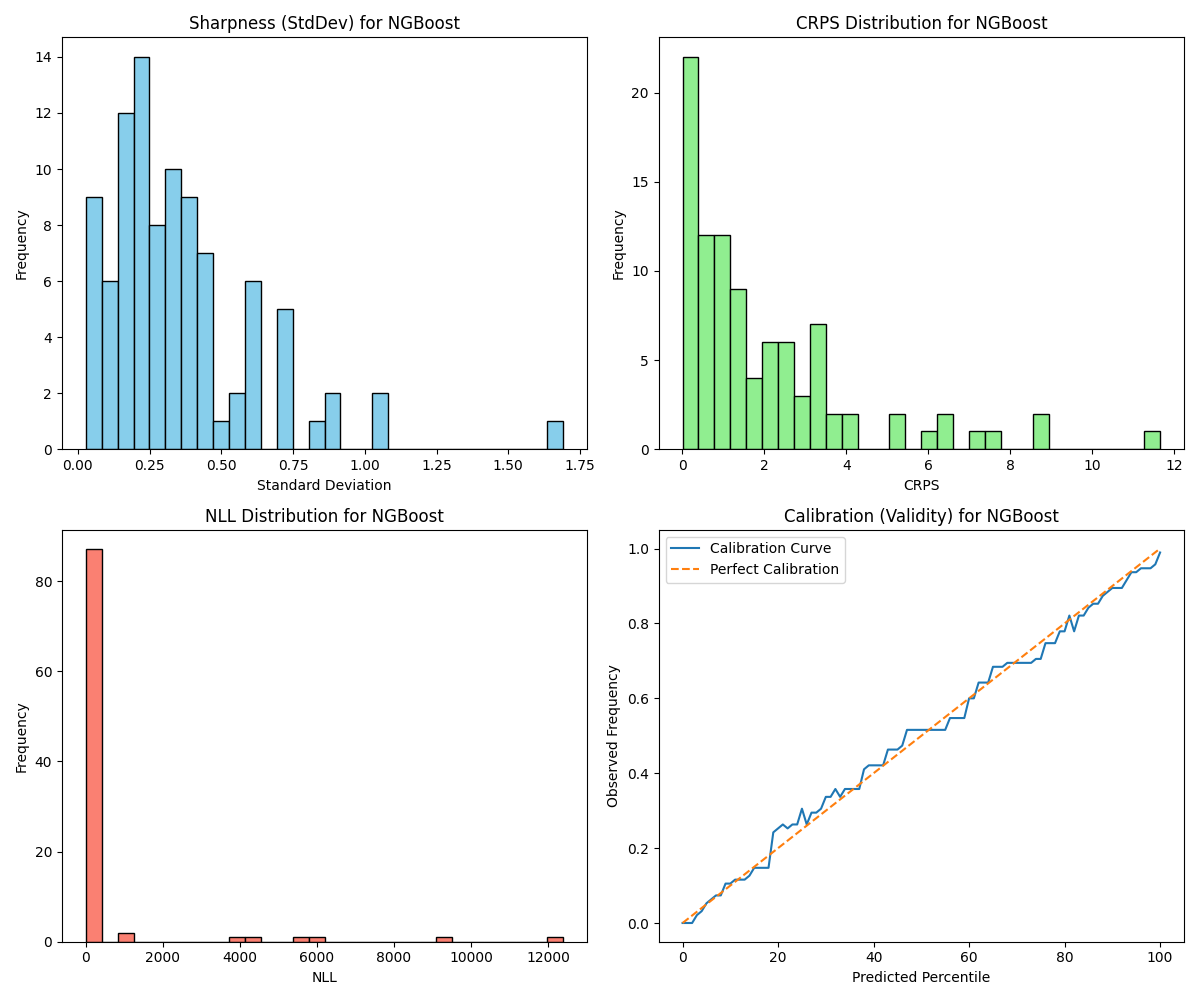 Sharpness (StdDev) for NGBoost
14
12
10
8
6
4
2
0
Frequency
0.00 0.25 0.50 0.75 1.00 1.25 1.50 1.75
Standard Deviation
CRPS Distribution for NGBoost
20
15
10
5
0
Frequency
0 2 4 6 8 10 12
CRPS
NLL Distribution for NGBoost
80
60
40
20
0
Frequency
0 2000 4000 6000 8000 10000 12000
NLL
Calibration (Validity) for NGBoost
Calibration Curve
Perfect Calibration
1.0
0.8
0.6
0.4
0.2
0.0
Observed Frequency
0 20 40 60 80 100
Predicted Percentile